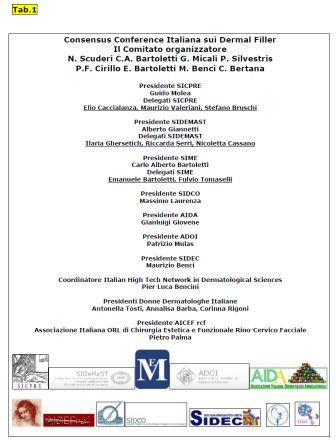 Tab.1
Consensus Conference Italiana sui Dermal Filler
Il Comitato organizzatore
N. Scuderi C.A. Bartoletti G. Micali P. Silvestris
P.F. Cirillo E. Bartoletti M. Benci C. Bertana
Presidente SICPRE
Guido Molea
Delegati SICPRE
Elio Caccialanza, Maurizio Valeriani, Stefano Bruschi
Presidente SIDEMAST
Alberto Giannetti
Delegati SIDEMAST
Ilaria Ghersetich, Riccarda Serri, Nicoletta Cassano
Presidente SIME
Carlo Alberto Bartoletti
Delegati SIME
Emanuele Bartoletti, Fulvio Tomaselli
Presidente SIDCO
Massimo Laurenza
Presidente AIDA
Gianluigi Giovene
Presidente ADOI
Patrizio Mulas
Presidente SIDEC
Maurizio Benci
Coordinatore Italian High Tech Network in Dermatological Sciences
Pier Luca Bencini
Presidenti Donne Dermatologhe Italiane
Antonella Tosti, Annalisa Barba, Corinna Rigoni
Presidente AICEF rcf
Associazione Italiana ORL di Chirurgia Estetica e Funzionale Rino-Cervico Facciale
Pietro Palma
SICPRE
SIDeMaST
ADOI
AIDA
SIDCO
SIDEC